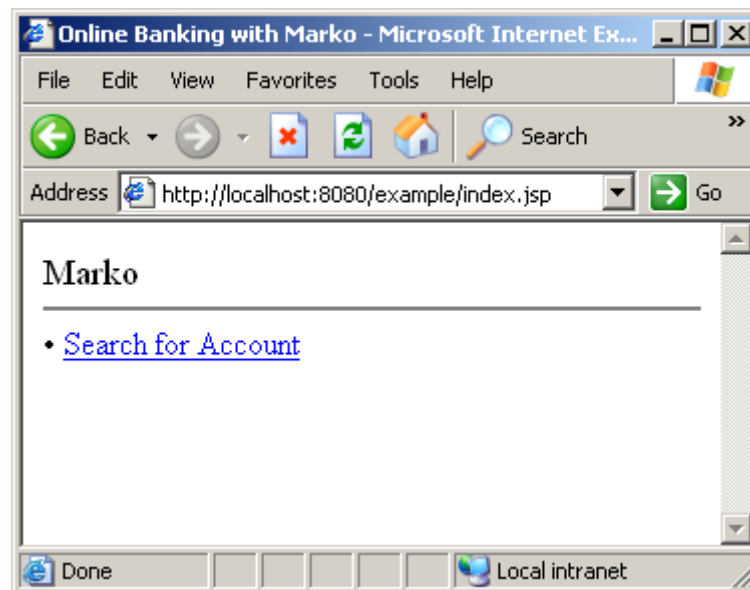 Online Banking with Marko - Microsoft Internet Ex...
File Edit View Favorites Tools Help
Back Search »
Address http://localhost:8080/example/index.jsp Go
Marko
• Search for Account
Done Local intranet